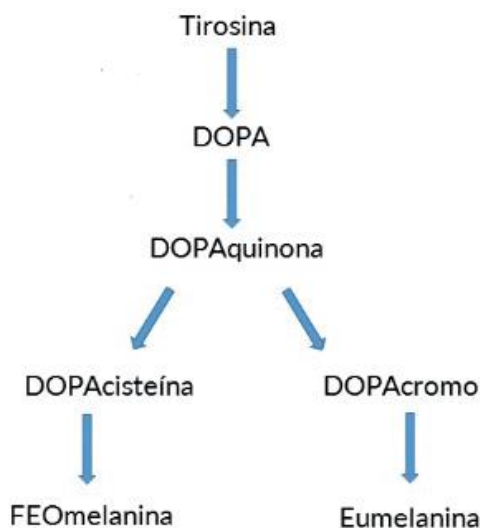 Tirosina
DOPA
DOPAquinona
DOPAcisteína
DOPAcromo
FEOmelanina
Eumelanina